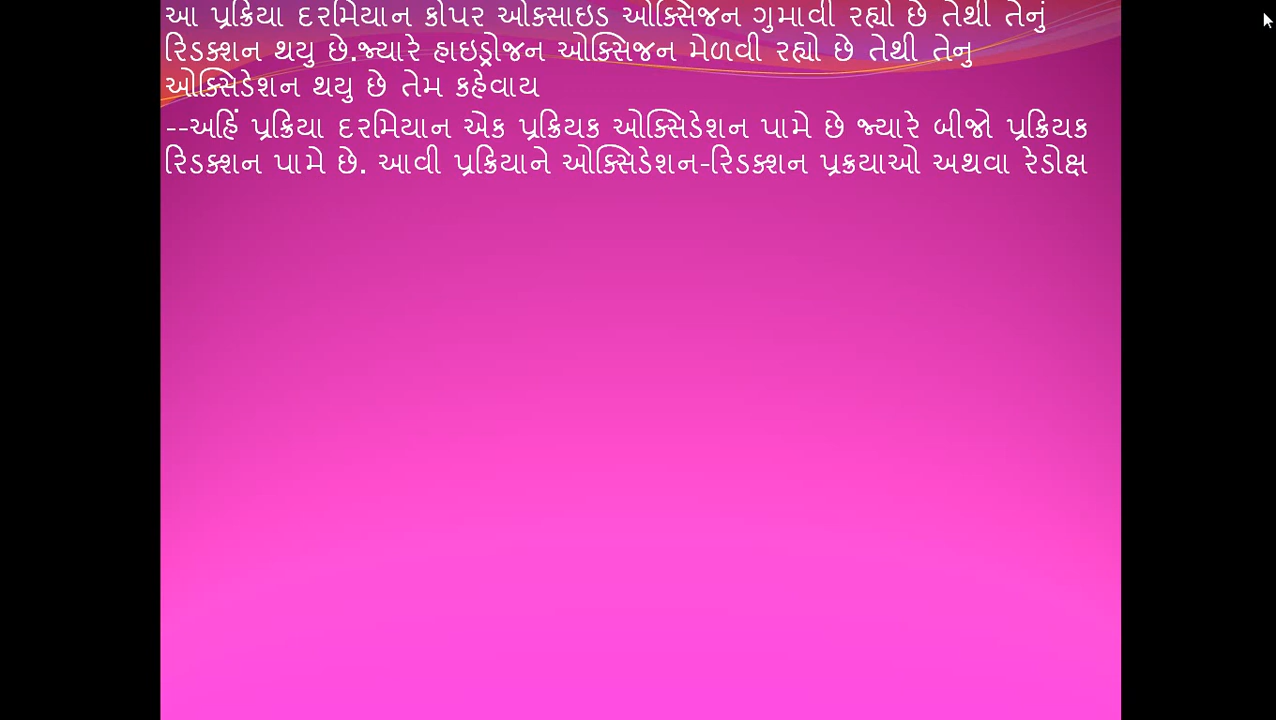 આ પ્રક્રિયા દરમિયાન કોપર ઓક્સાઇડ ઓક્સિજન ગુમાવી રહ્યો છે તેથી તેનું
રિડક્શન થયુ છે.જ્યારે હાઇડ્રોજન ઓક્સિજન મેળવી રહ્યો છે તેથી તેનુ
ઓક્સિડેશન થયુ છે તેમ કહેવાય
--અહિં પ્રક્રિયા દરમિયાન એક પ્રક્રિયક ઓક્સિડેશન પામે છે જ્યારે બીજો પ્રક્રિયક
રિડક્શન પામે છે. આવી પ્રક્રિયાને ઓક્સિડેશન-રિડક્શન પ્રક્રયાઓ અથવા રેડોક્ષ